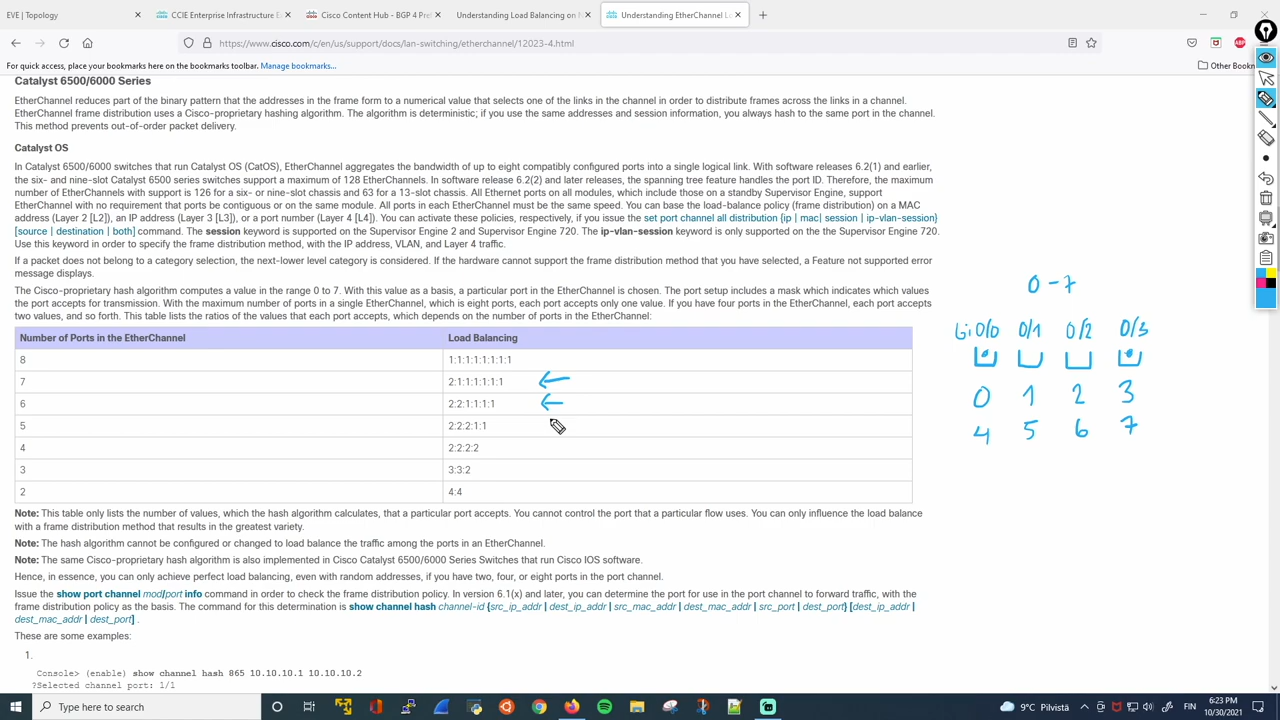 EVE | Topology
CCIE Enterprise Infrastructure E
Cisco Content Hub - BGP 4 Pref
Understanding Load Balancing on N
Understanding EtherChannel Lo
https://www.cisco.com/c/en/us/support/docs/lan-switching/etherchannel/12023-4.html
For quick access, place your bookmarks here on the bookmarks toolbar. Manage bookmarks...
Other Bookm
Catalyst 6500/6000 Series
EtherChannel reduces part of the binary pattern that the addresses in the frame form to a numerical value that selects one of the links in the channel in order to distribute frames across the links in a channel.
EtherChannel frame distribution uses a Cisco-proprietary hashing algorithm. The algorithm is deterministic; if you use the same addresses and session information, you always hash to the same port in the channel.
This method prevents out-of-order packet delivery.
Catalyst OS
In Catalyst 6500/6000 switches that run Catalyst OS (CatOS), EtherChannel aggregates the bandwidth of up to eight compatibly configured ports into a single logical link. With software releases 6.2(1) and earlier,
the six- and nine-slot Catalyst 6500 series switches support a maximum of 128 EtherChannels. In software release 6.2(2) and later releases, the spanning tree feature handles the port ID. Therefore, the maximum
number of EtherChannels with support is 126 for a six- or nine-slot chassis and 63 for a 13-slot chassis. All Ethernet ports on all modules, which include those on a standby Supervisor Engine, support
EtherChannel with no requirement that ports be contiguous or on the same module. All ports in each EtherChannel must be the same speed. You can base the load-balance policy (frame distribution) on a MAC
address (Layer 2 [L2]), an IP address (Layer 3 [L3]), or a port number (Layer 4 [L4]). You can activate these policies, respectively, if you issue the set port channel all distribution {ip | mac| session | ip-vlan-session}
[source | destination | both] command. The session keyword is supported on the Supervisor Engine 2 and Supervisor Engine 720. The ip-vlan-session keyword is only supported on the the Supervisor Engine 720.
Use this keyword in order to specify the frame distribution method, with the IP address, VLAN, and Layer 4 traffic.
If a packet does not belong to a category selection, the next-lower level category is considered. If the hardware cannot support the frame distribution method that you have selected, a Feature not supported error
message displays.
The Cisco-proprietary hash algorithm computes a value in the range 0 to 7. With this value as a basis, a particular port in the EtherChannel is chosen. The port setup includes a mask which indicates which values
the port accepts for transmission. With the maximum number of ports in a single EtherChannel, which is eight ports, each port accepts only one value. If you have four ports in the EtherChannel, each port accepts
two values, and so forth. This table lists the ratios of the values that each port accepts, which depends on the number of ports in the EtherChannel:
Number of Ports in the EtherChannel Load Balancing
8 1:1:1:1:1:1:1:1
7 2:1:1:1:1:1:1
6 2:2:1:1:1:1
5 2:2:2:1:1
4 2:2:2:2
3 3:3:2
2 4:4
0 - 7
Gi 0/0 0/1 0/2 0/3
0 1 2 3
4 5 6 7
Note: This table only lists the number of values, which the hash algorithm calculates, that a particular port accepts. You cannot control the port that a particular flow uses. You can only influence the load balance
with a frame distribution method that results in the greatest variety.
Note: The hash algorithm cannot be configured or changed to load balance the traffic among the ports in an EtherChannel.
Note: The same Cisco-proprietary hash algorithm is also implemented in Cisco Catalyst 6500/6000 Series Switches that run Cisco IOS software.
Hence, in essence, you can only achieve perfect load balancing, even with random addresses, if you have two, four, or eight ports in the port channel.
Issue the show port channel mod/port info command in order to check the frame distribution policy. In version 6.1(x) and later, you can determine the port for use in the port channel to forward traffic, with the
frame distribution policy as the basis. The command for this determination is show channel hash channel-id {src_ip_addr | dest_ip_addr | src_mac_addr | dest_mac_addr | src_port | dest_port} [dest_ip_addr |
dest_mac_addr | dest_port] .
These are some examples:
1.
Console> (enable) show channel hash 865 10.10.10.1 10.10.10.2
?Selected channel port: 1/1
Type here to search
9°C Pilvistä
FIN
6:23 PM
10/30/2021